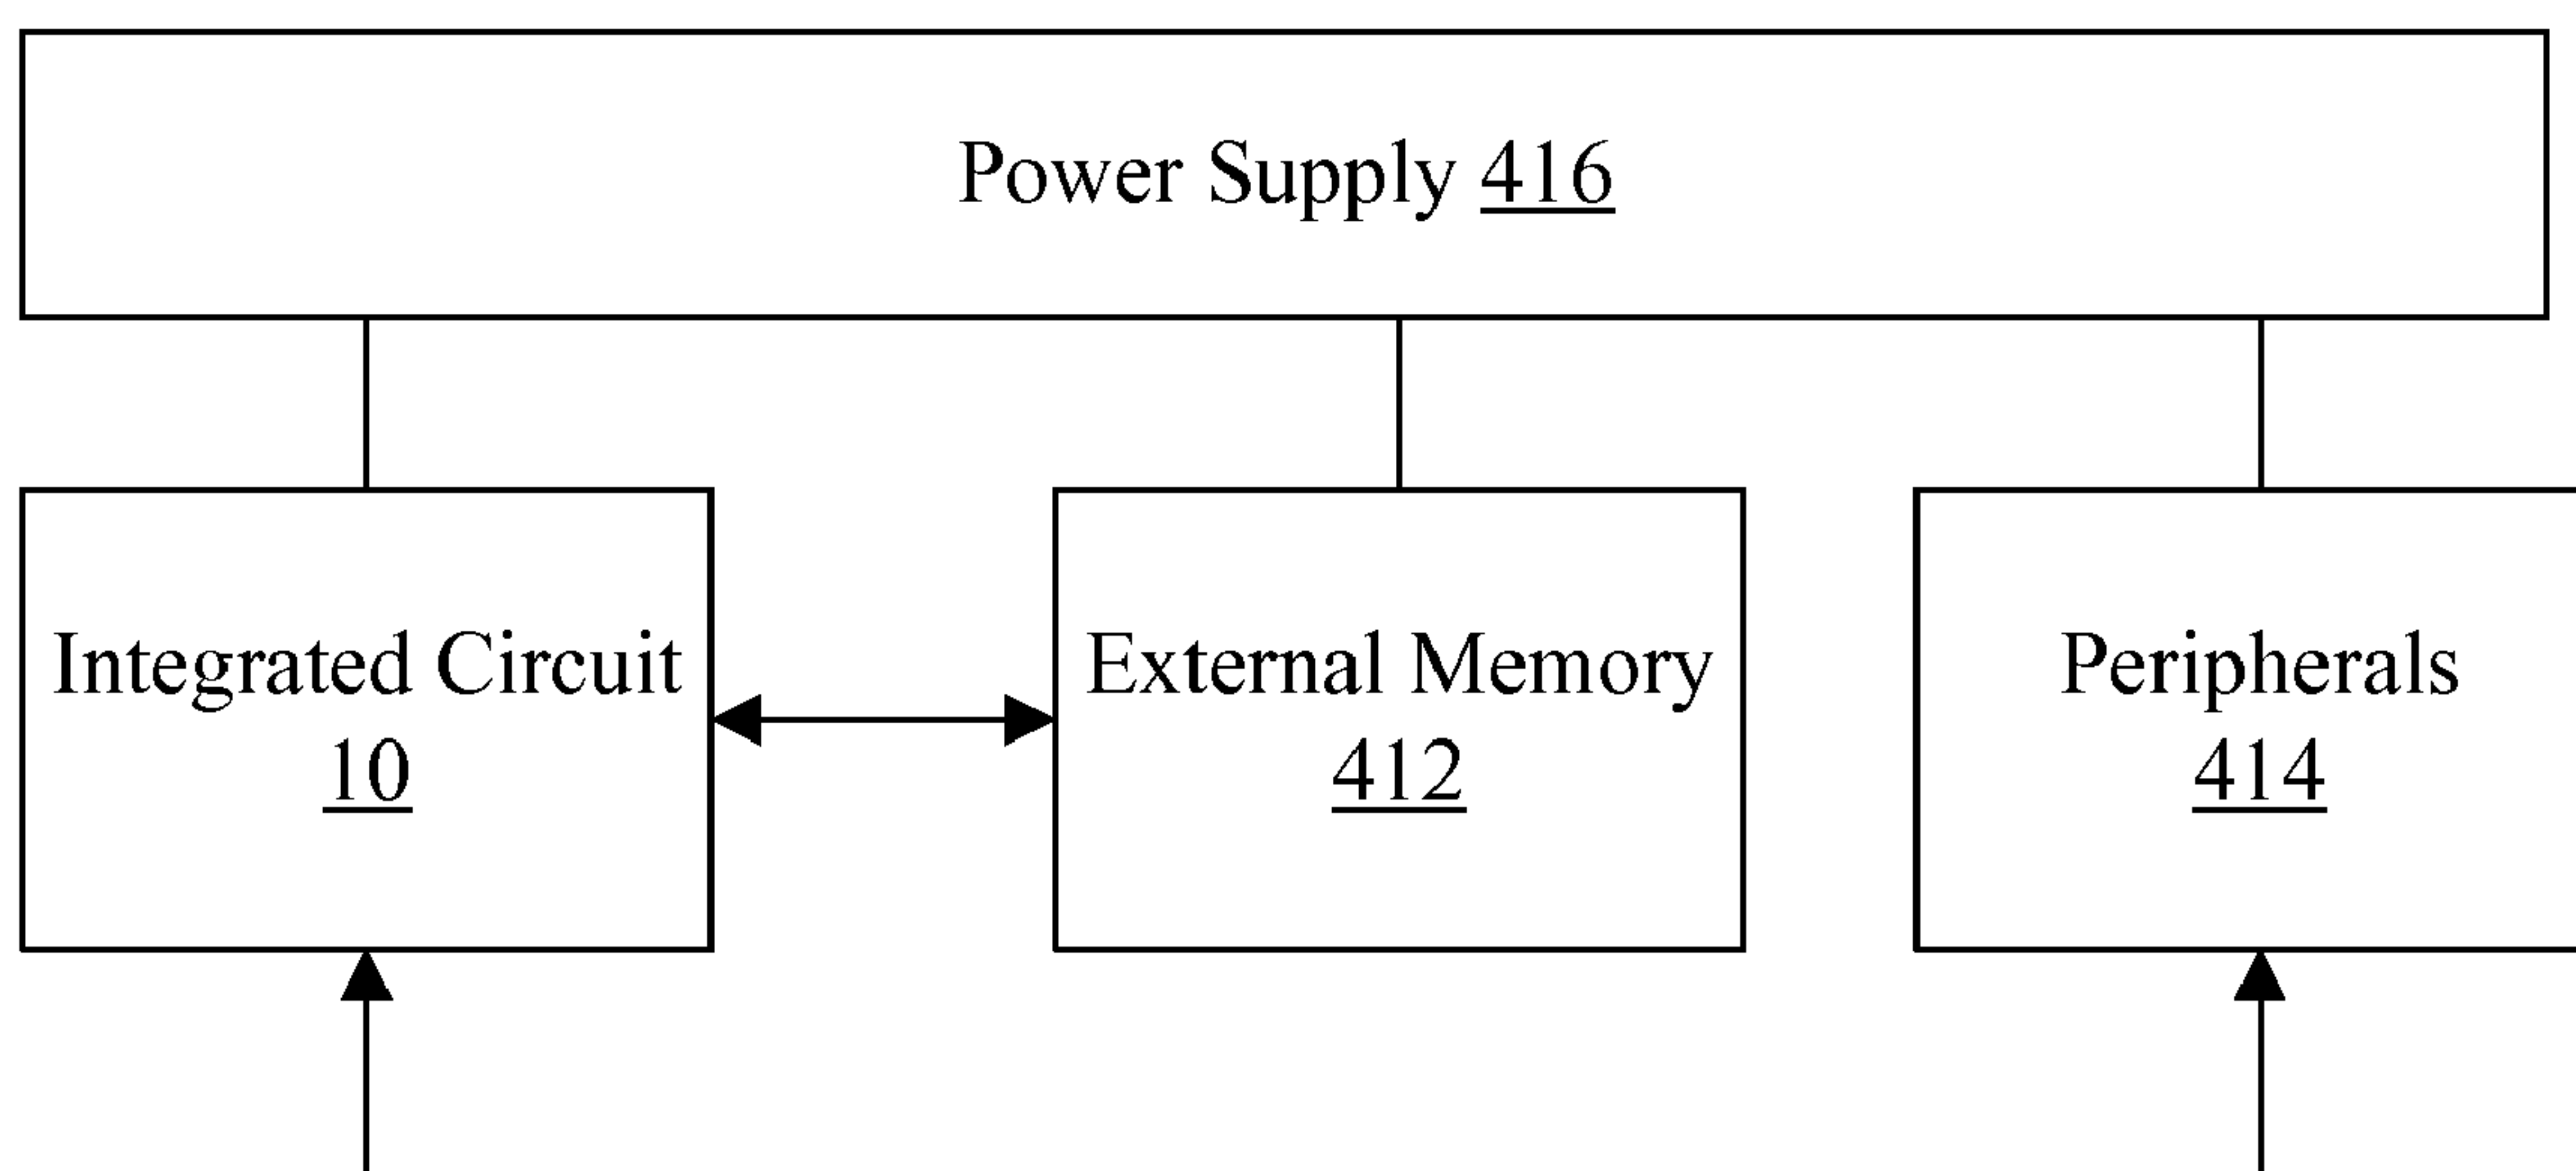 Power Supply 416
Integrated Circuit
10
External Memory
412
Peripherals
414